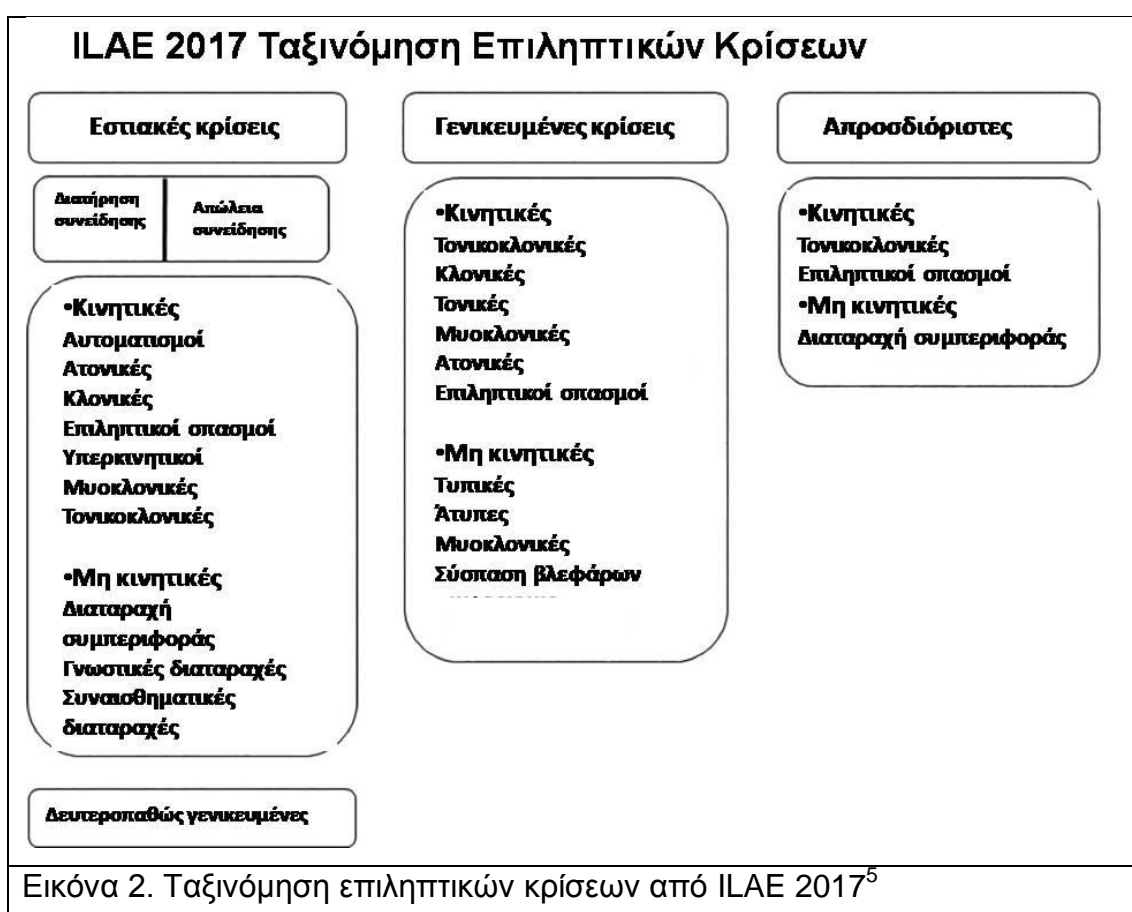 ILAE 2017 Ταξινόμηση Επιληπτικών Κρίσεων
Εστιακές κρίσεις
Διατήρηση
συνείδησης
Απώλεια
συνείδησης
•Κινητικές
Αυτοματισμοί
Ατονικές
Κλονικές
Επιληπτικοί σπασμοί
Υπερκινητικοί
Μυοκλονικές
Τονικοκλονικές
•Μη κινητικές
Διαταραχή
συμπεριφοράς
Γνωστικές διαταραχές
Συναισθηματικές
διαταραχές
Δευτεροπαθώς γενικευμένες
Γενικευμένες κρίσεις
•Κινητικές
Τονικοκλονικές
Κλονικές
Τονικές
Μυοκλονικές
Ατονικές
Επιληπτικοί σπασμοί
•Μη κινητικές
Τυπικές
Άτυπες
Μυοκλονικές
Σύσπαση βλεφάρων
Απροσδιόριστες
•Κινητικές
Τονικοκλονικές
Επιληπτικοί σπασμοί
•Μη κινητικές
Διαταραχή συμπεριφοράς
Εικόνα 2. Ταξινόμηση επιληπτικών κρίσεων από ILAE 2017⁵